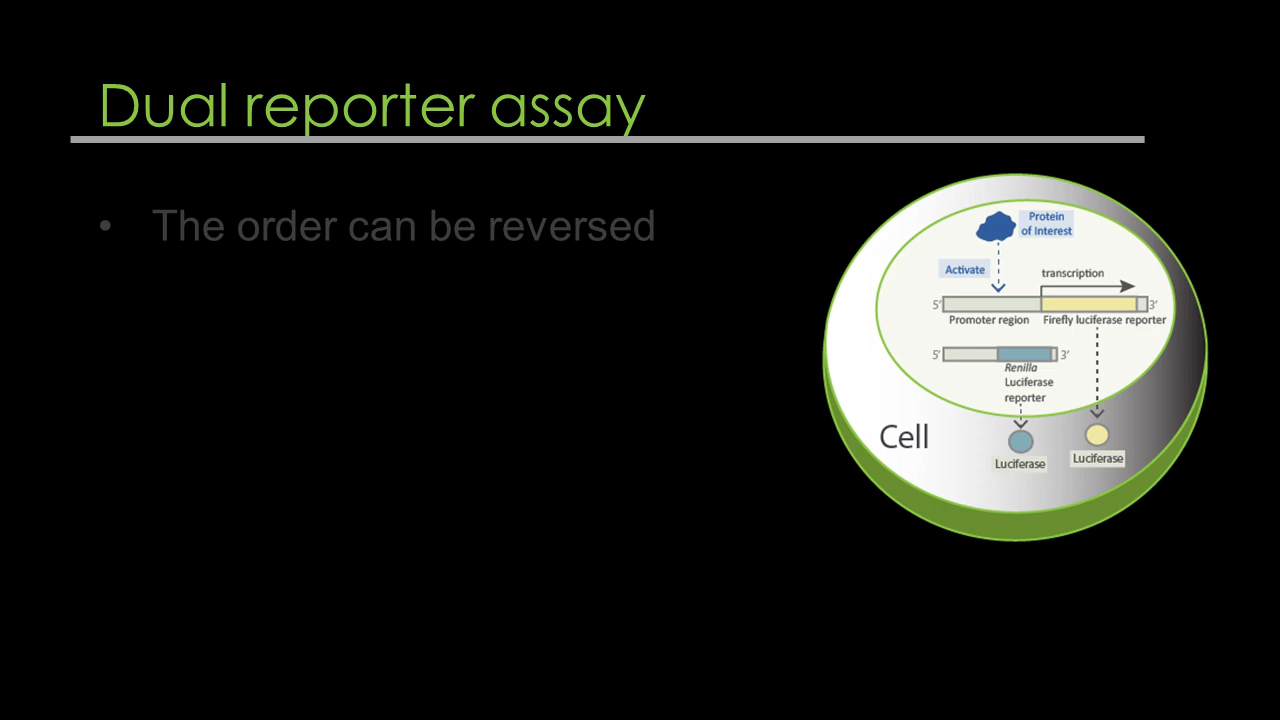 Dual reporter assay
• The order can be reversed
Protein
of Interest
Activate
transcription
5′
3′
Promoter region
Firefly luciferase reporter
5′
3′
Renilla
Luciferase
reporter
Cell
Luciferase
Luciferase